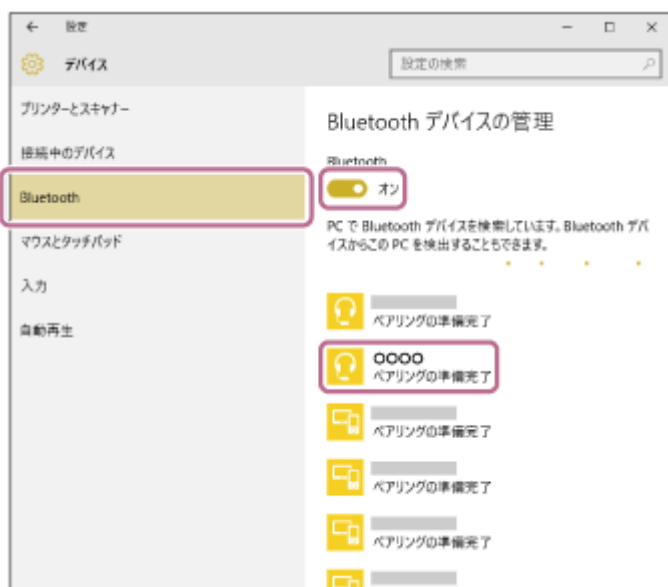 設定
デバイス
設定の検索
プリンターとスキャナー
接続中のデバイス
Bluetooth
マウスとタッチパッド
入力
自動再生
Bluetooth デバイスの管理
Bluetooth
オン
PC で Bluetooth デバイスを検索しています。Bluetooth デバ
イスからこの PC を検出することもできます。
ペアリングの準備完了
OOOO
ペアリングの準備完了
ペアリングの準備完了
ペアリングの準備完了
ペアリングの準備完了